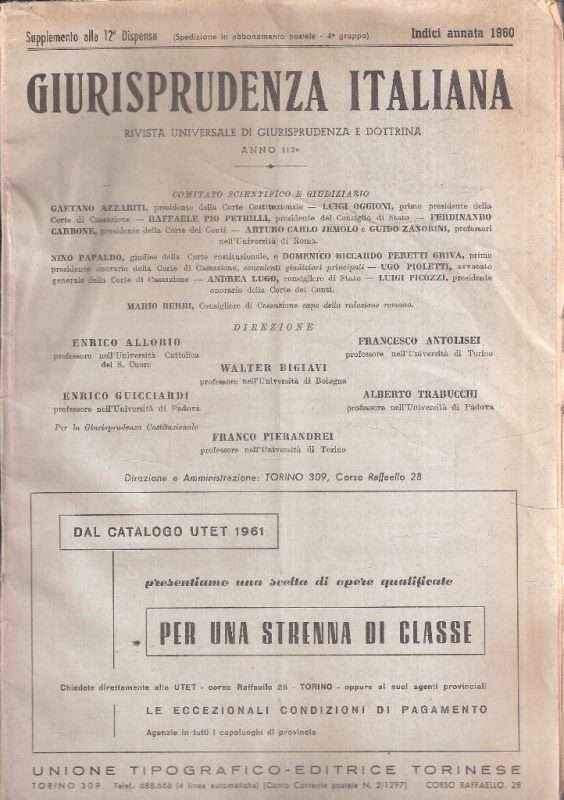 Supplemento alla 12ª Dispensa (Spedizione in abbonamento postale - 4º gruppo) Indici annata 1960
GIURISPRUDENZA ITALIANA
RIVISTA UNIVERSALE DI GIURISPRUDENZA E DOTTRINA
ANNO 112º
COMITATO SCIENTIFICO E GIUDIZIARIO
GAETANO AZZARITI, presidente della Corte Costituzionale — LUIGI OGGIONI, primo presidente della
Corte di Cassazione — RAFFAELE PIO PETRILLI, presidente del Consiglio di Stato — FERDINANDO
CARBONE, presidente della Corte dei Conti — ARTURO CARLO JEMOLO e GUIDO ZANOBINI, professori
nell'Università di Roma.
NINO PAPALDO, giudice della Corte costituzionale, e DOMENICO RICCARDO PERETTI GRIVA, primo
presidente onorario della Corte di Cassazione, consulenti giudiziari principali — UGO PIOLETTI, avvocato
generale della Corte di Cassazione — ANDREA LUGO, consigliere di Stato — LUIGI PICOZZI, presidente
onorario della Corte dei Conti.
MARIO BERRI, Consigliere di Cassazione capo della redazione romana.
DIREZIONE
ENRICO ALLORIO
professore nell'Università Cattolica
del S. Cuore
FRANCESCO ANTOLISEI
professore nell'Università di Torino
WALTER BIGIAVI
professore nell'Università di Bologna
ENRICO GUICCIARDI
professore nell'Università di Padova
ALBERTO TRABUCCHI
professore nell'Università di Padova
Per la Giurisprudenza Costituzionale
FRANCO PIERANDREI
professore nell'Università di Torino
Direzione e Amministrazione: TORINO 309, Corso Raffaello 28
DAL CATALOGO UTET 1961
presentiamo una scelta di opere qualificate
PER UNA STRENNA DI CLASSE
Chiedete direttamente alla UTET - corso Raffaello 28 - TORINO - oppure ai suoi agenti provinciali
LE ECCEZIONALI CONDIZIONI DI PAGAMENTO
Agenzie in tutti i capoluoghi di provincia
UNIONE TIPOGRAFICO-EDITRICE TORINESE
TORINO 309 Telef. 688.666 (4 linee automatiche) (Conto Corrente postale N. 2/1297) CORSO RAFFAELLO, 28